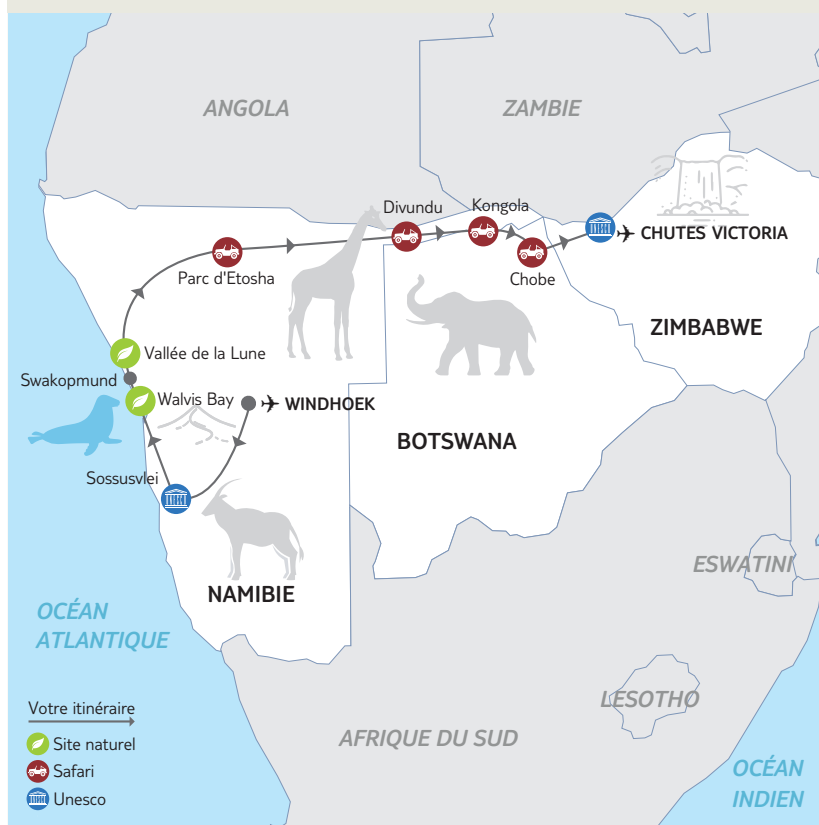 ANGOLA
ZAMBIE
Divundu
Kongola
CHUTES VICTORIA
Parc d'Etosha
Chobe
ZIMBABWE
Vallée de la Lune
Swakopmund
Walvis Bay
WINDHOEK
BOTSWANA
Sossusvlei
ESWATINI
NAMIBIE
OCÉAN
ATLANTIQUE
LESOTHO
Votre itinéraire
AFRIQUE DU SUD
Site naturel
Safari
Unesco
OCÉAN
INDIEN